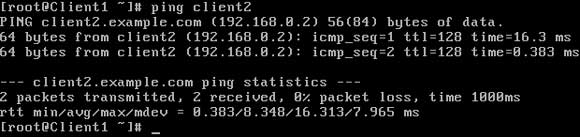 [root@Client1 ~]# ping client2
PING client2.example.com (192.168.0.2) 56(84) bytes of data.
64 bytes from client2 (192.168.0.2): icmp_seq=1 ttl=128 time=16.3 ms
64 bytes from client2 (192.168.0.2): icmp_seq=2 ttl=128 time=0.383 ms
--- client2.example.com ping statistics ---
2 packets transmitted, 2 received, 0% packet loss, time 1000ms
rtt min/avg/max/mdev = 0.383/8.348/16.313/7.965 ms
[root@Client1 ~]# _